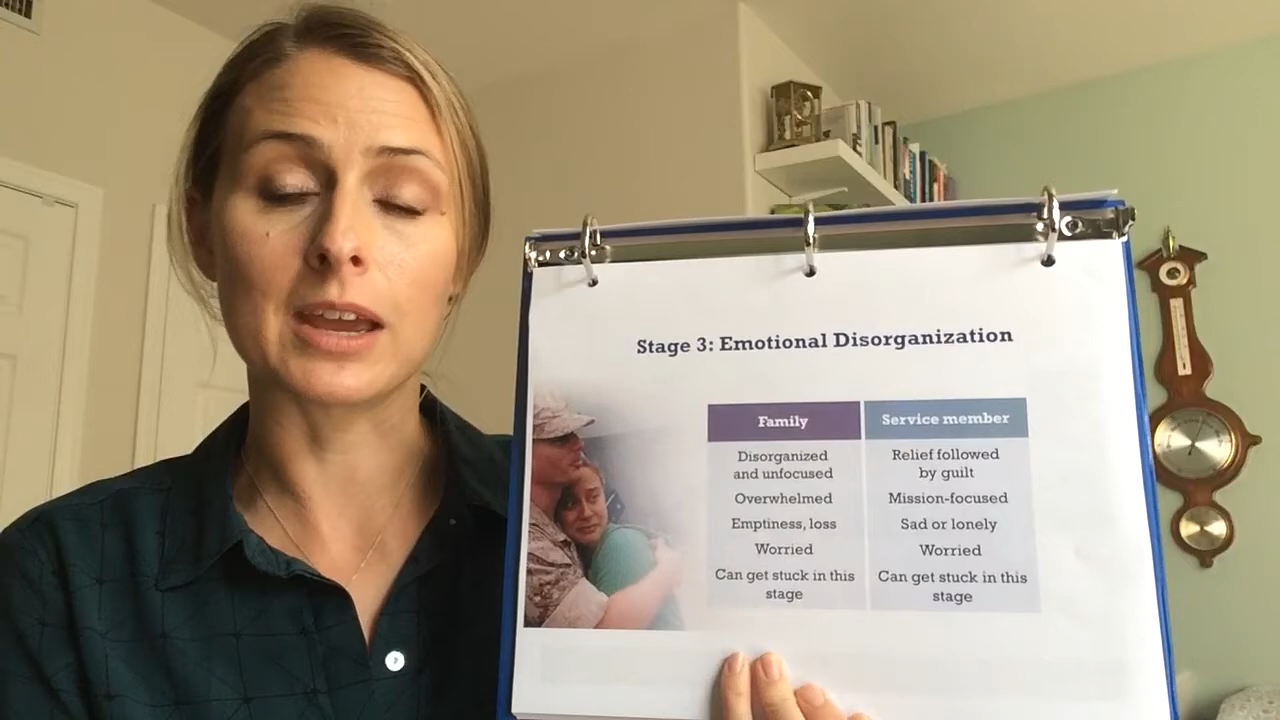 Stage 3: Emotional Disorganization
Family
Service member
Disorganized
and unfocused
Relief followed
by guilt
Overwhelmed
Mission-focused
Emptiness, loss
Sad or lonely
Worried
Worried
Can get stuck in this
stage
Can get stuck in this
stage